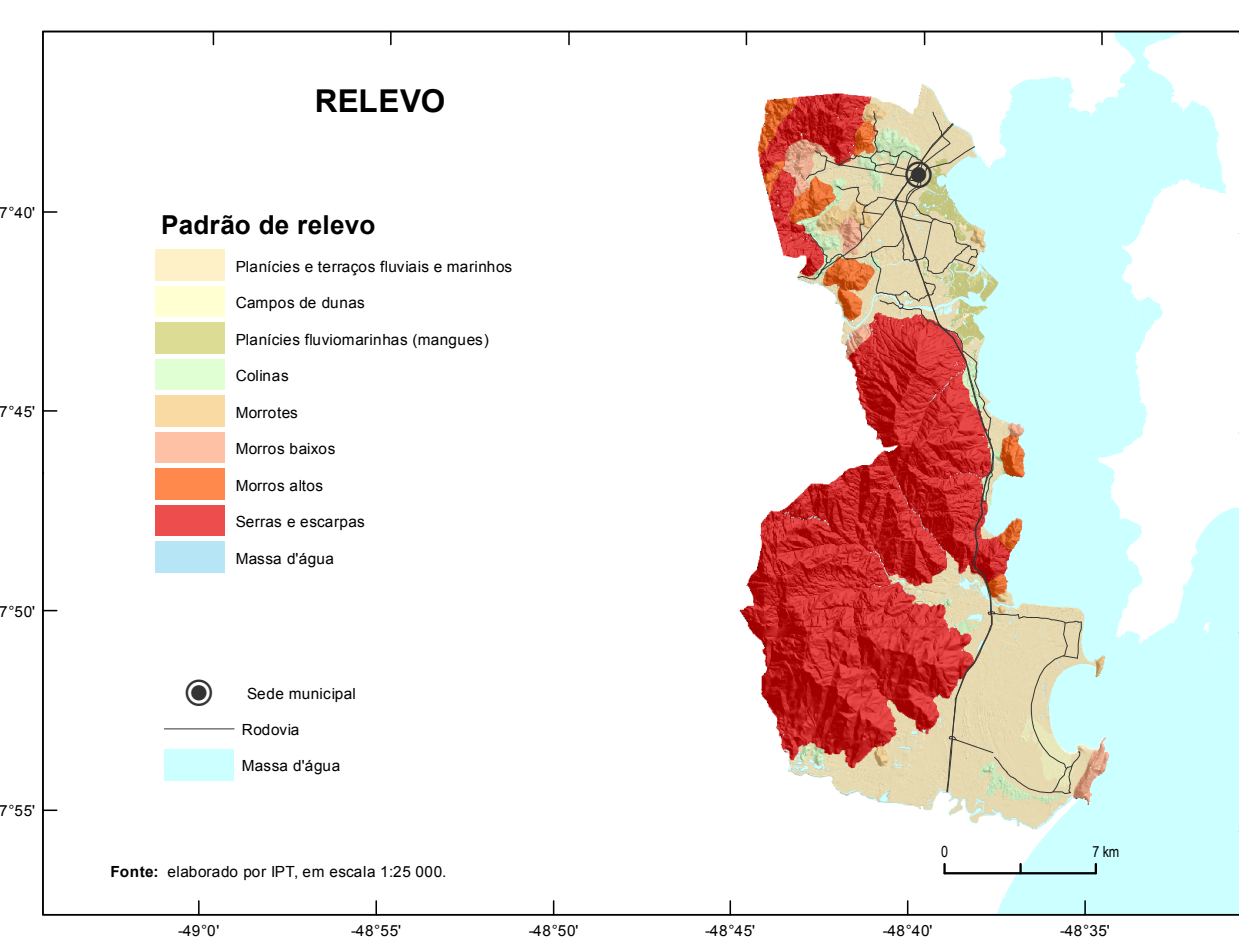 RELEVO
Padrão de relevo
Planícies e terraços fluviais e marinhos
Campos de dunas
Planícies fluviomarinhas (mangues)
Colinas
Morrotes
Morros baixos
Morros altos
Serras e escarpas
Massa d'água
Sede municipal
Rodovia
Massa d'água
Fonte: elaborado por IPT, em escala 1:25 000.
0 7 km
7°40'
7°45'
7°50'
7°55'
-49°0' -48°55' -48°50' -48°45' -48°40' -48°35'